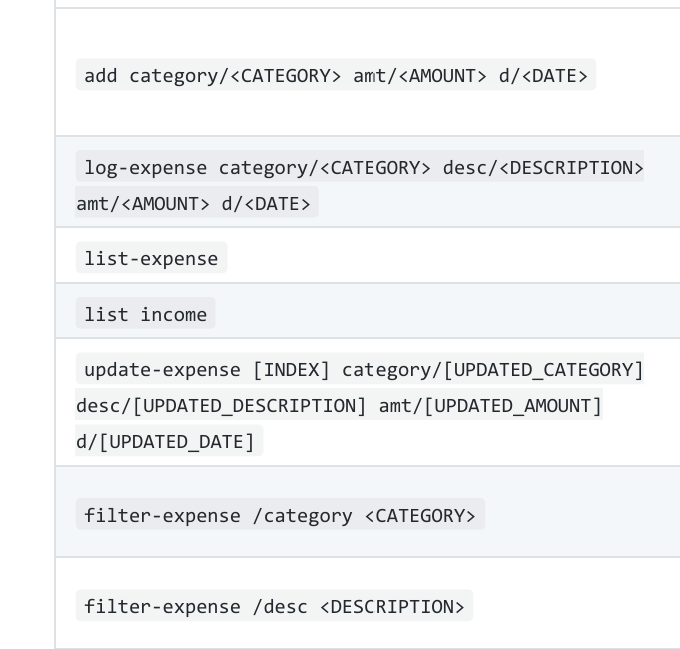 add category/<CATEGORY> amt/<AMOUNT> d/<DATE>
log-expense category/<CATEGORY> desc/<DESCRIPTION>
amt/<AMOUNT> d/<DATE>
list-expense
list income
update-expense [INDEX] category/[UPDATED_CATEGORY]
desc/[UPDATED_DESCRIPTION] amt/[UPDATED_AMOUNT]
d/[UPDATED_DATE]
filter-expense /category <CATEGORY>
filter-expense /desc <DESCRIPTION>